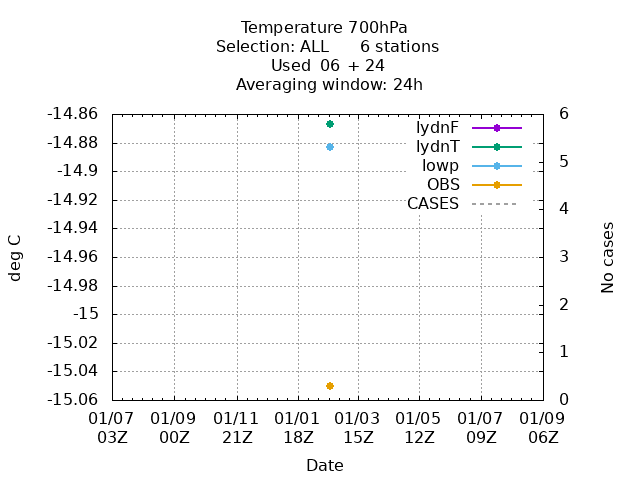 Temperature 700hPa
Selection: ALL      6 stations
Used  06 + 24
Averaging window: 24h
-14.86
-14.88
-14.9
-14.92
-14.94
-14.96
-14.98
-15
-15.02
-15.04
-15.06
deg C
6
5
4
3
2
1
0
No cases
lydnF
lydnT
lowp
OBS
CASES
01/07 01/09 01/11 01/01 01/03 01/05 01/07 01/09
03Z 00Z 21Z 18Z 15Z 12Z 09Z 06Z
Date